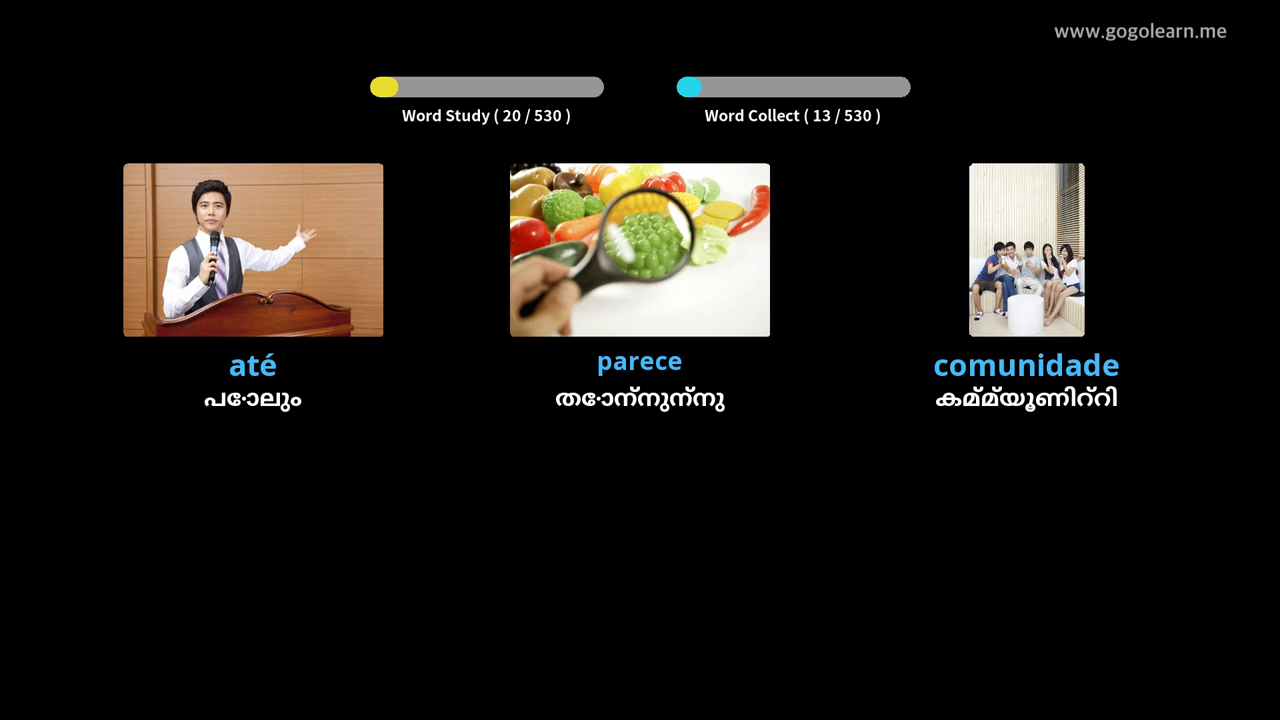 www.gogolearn.me
Word Study ( 20 / 530 )
Word Collect ( 13 / 530 )
até
parece
comunidade
പോലും
തോന്നുന്നു
കമ്മ്യൂണിറ്റി